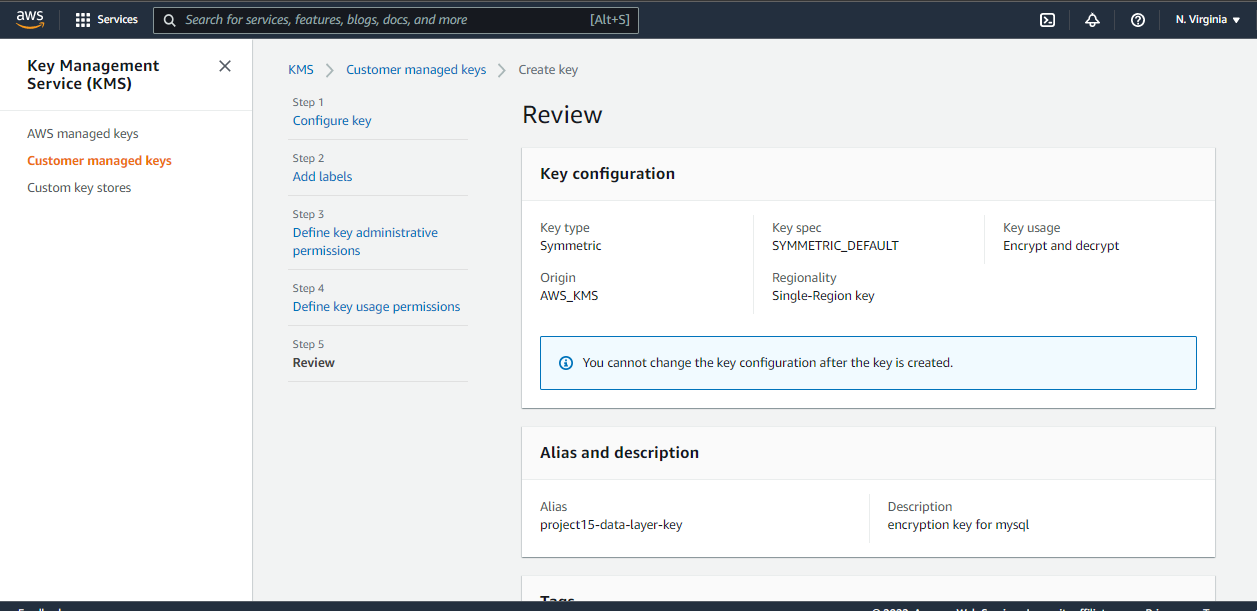 aws Services Search for services, features, blogs, docs, and more [Alt+S] N. Virginia
Key Management
Service (KMS)
AWS managed keys
Customer managed keys
Custom key stores
KMS Customer managed keys Create key
Step 1
Configure key
Step 2
Add labels
Step 3
Define key administrative
permissions
Step 4
Define key usage permissions
Step 5
Review
Review
Key configuration
Key type
Symmetric
Key spec
SYMMETRIC_DEFAULT
Key usage
Encrypt and decrypt
Origin
AWS_KMS
Regionality
Single-Region key
You cannot change the key configuration after the key is created.
Alias and description
Alias
project15-data-layer-key
Description
encryption key for mysql
Tags